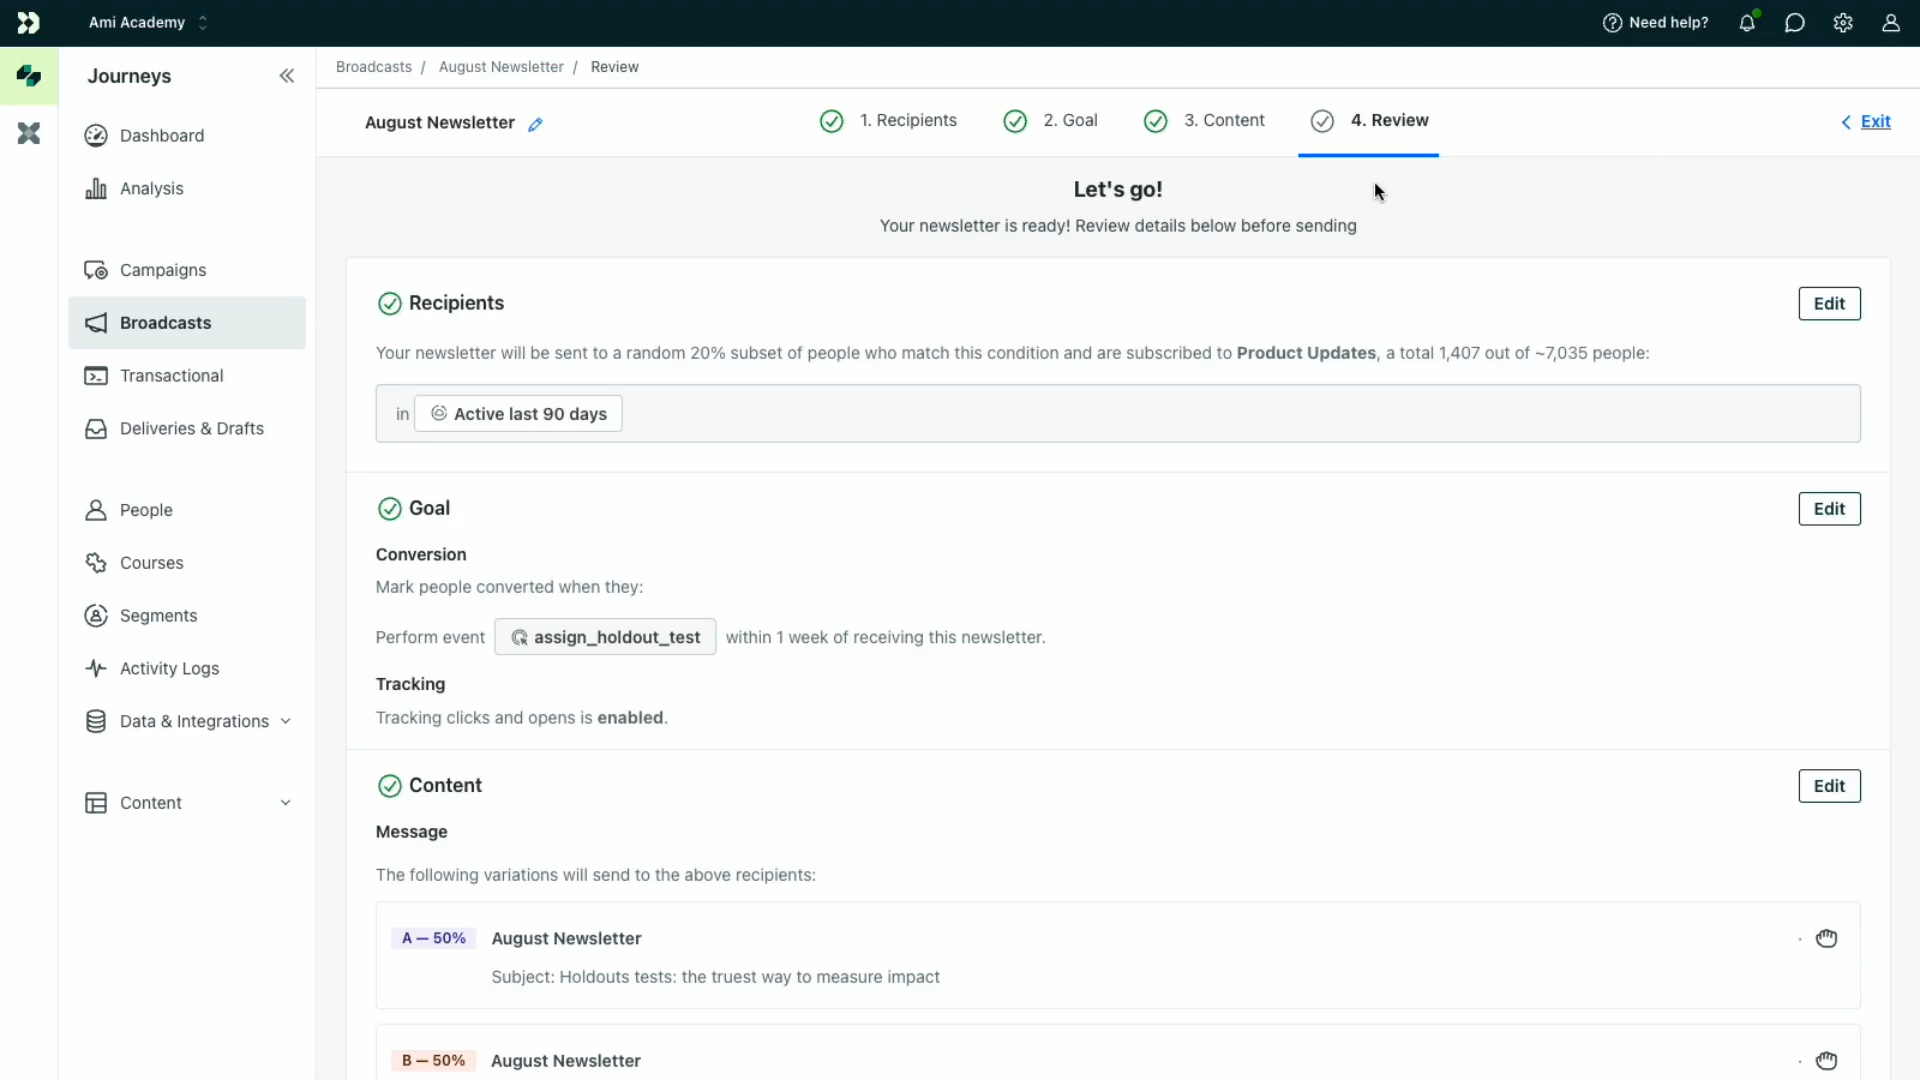 Ami Academy
Need help?
Journeys
Dashboard
Analysis
Campaigns
Broadcasts
Transactional
Deliveries & Drafts
People
Courses
Segments
Activity Logs
Data & Integrations
Content
Broadcasts / August Newsletter / Review
August Newsletter
1. Recipients
2. Goal
3. Content
4. Review
Exit
Let's go!
Your newsletter is ready! Review details below before sending
Recipients
Edit
Your newsletter will be sent to a random 20% subset of people who match this condition and are subscribed to Product Updates, a total 1,407 out of ~7,035 people:
in Active last 90 days
Goal
Edit
Conversion
Mark people converted when they:
Perform event assign_holdout_test within 1 week of receiving this newsletter.
Tracking
Tracking clicks and opens is enabled.
Content
Edit
Message
The following variations will send to the above recipients:
A — 50% August Newsletter
Subject: Holdouts tests: the truest way to measure impact
B — 50% August Newsletter